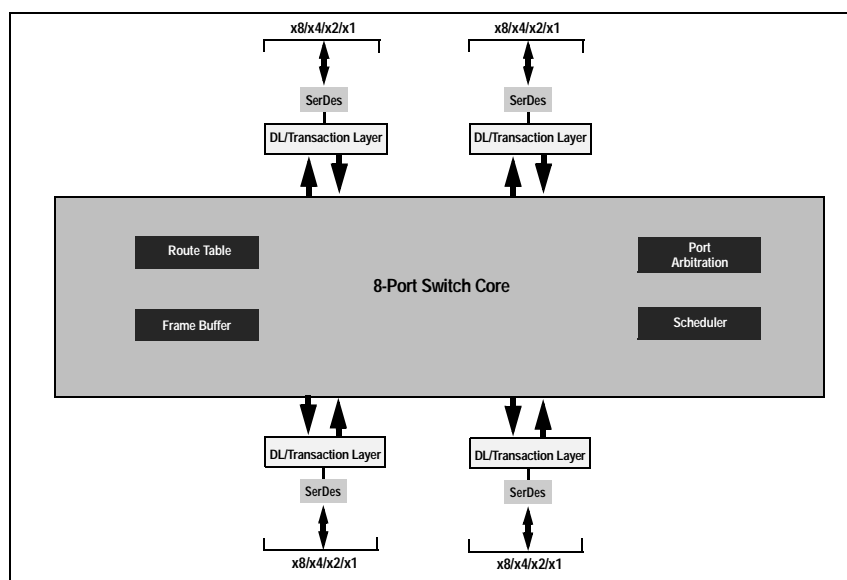 x8/x4/x2/x1
x8/x4/x2/x1
SerDes
SerDes
DL/Transaction Layer
DL/Transaction Layer
Route Table
Port
Arbitration
8-Port Switch Core
Frame Buffer
Scheduler
DL/Transaction Layer
DL/Transaction Layer
SerDes
SerDes
x8/x4/x2/x1
x8/x4/x2/x1